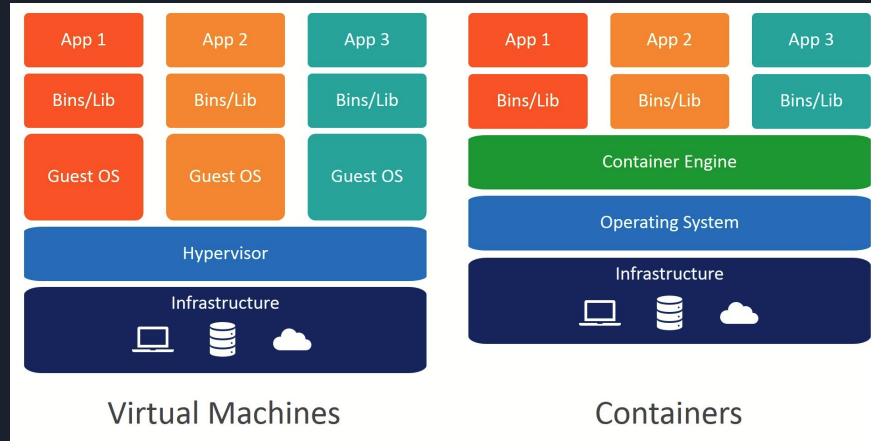 App 1
App 2
App 3
Bins/Lib
Bins/Lib
Bins/Lib
Guest OS
Guest OS
Guest OS
Hypervisor
Infrastructure
Virtual Machines
App 1
App 2
App 3
Bins/Lib
Bins/Lib
Bins/Lib
Container Engine
Operating System
Infrastructure
Containers